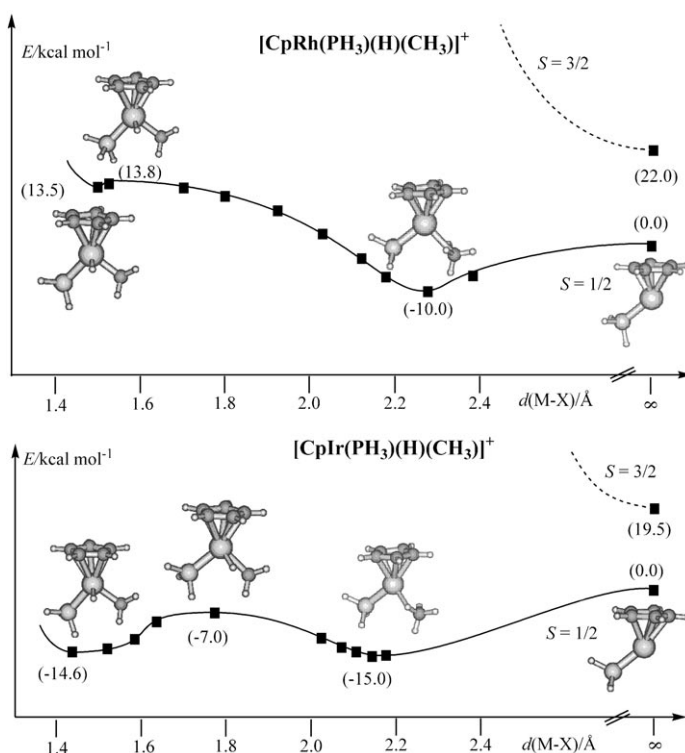 [CpRh(PH₃)(H)(CH₃)]⁺
E/kcal mol⁻¹
S = 3/2
(13.8)
(13.5)
(22.0)
(0.0)
S = 1/2
(-10.0)
1.4 1.6 1.8 2.0 2.2 2.4 d(M-X)/Å ∞
[CpIr(PH₃)(H)(CH₃)]⁺
E/kcal mol⁻¹
S = 3/2
(19.5)
(0.0)
(-7.0)
S = 1/2
(-14.6)
(-15.0)
1.4 1.6 1.8 2.0 2.2 2.4 d(M-X)/Å ∞